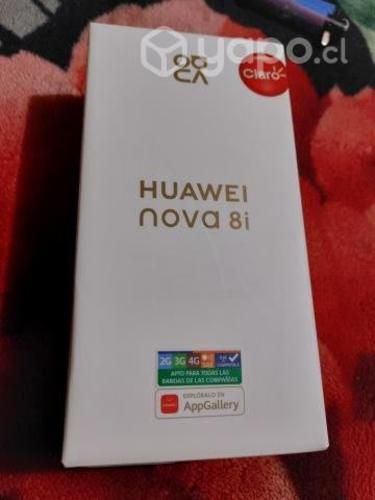 yapo.cl
Claro
HUAWEI
nova 8i
2G 3G 4G
APTO PARA TODAS LAS
BANDAS DE LAS COMPAÑÍAS
EXPLÓRALO EN
AppGallery